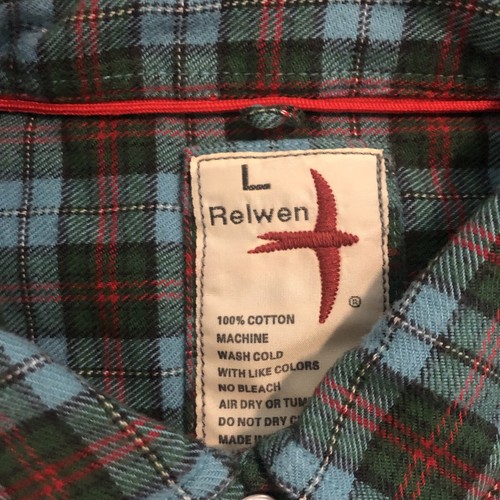 L
Relwen
®
100% COTTON
MACHINE
WASH COLD
WITH LIKE COLORS
NO BLEACH
AIR DRY OR TUM
DO NOT DRY C
MADE IN